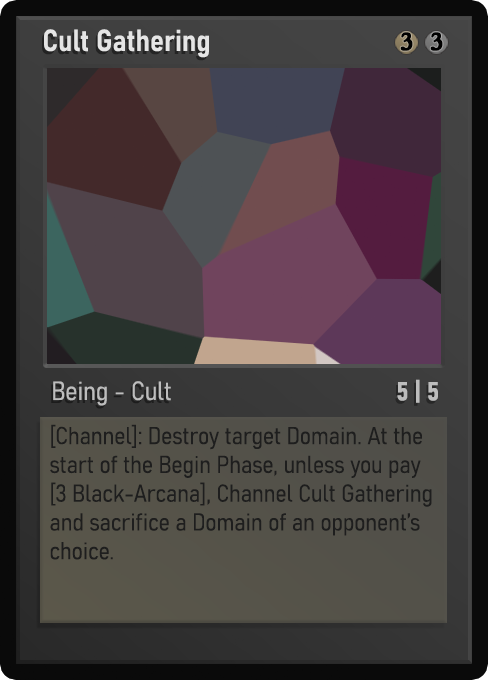 Cult Gathering 3 3
Being - Cult 5|5
[Channel]: Destroy target Domain. At the
start of the Begin Phase, unless you pay
[3 Black-Arcana], Channel Cult Gathering
and sacrifice a Domain of an opponent's
choice.